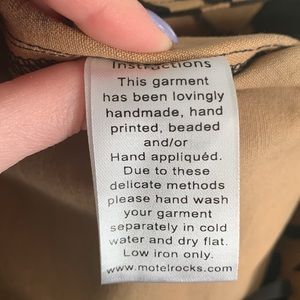 Instructions
This garment
has been lovingly
handmade, hand
printed, beaded
and/or
Hand appliquéd.
Due to these
delicate methods
please hand wash
your garment
separately in cold
water and dry flat.
Low iron only.
www.motelrocks.com